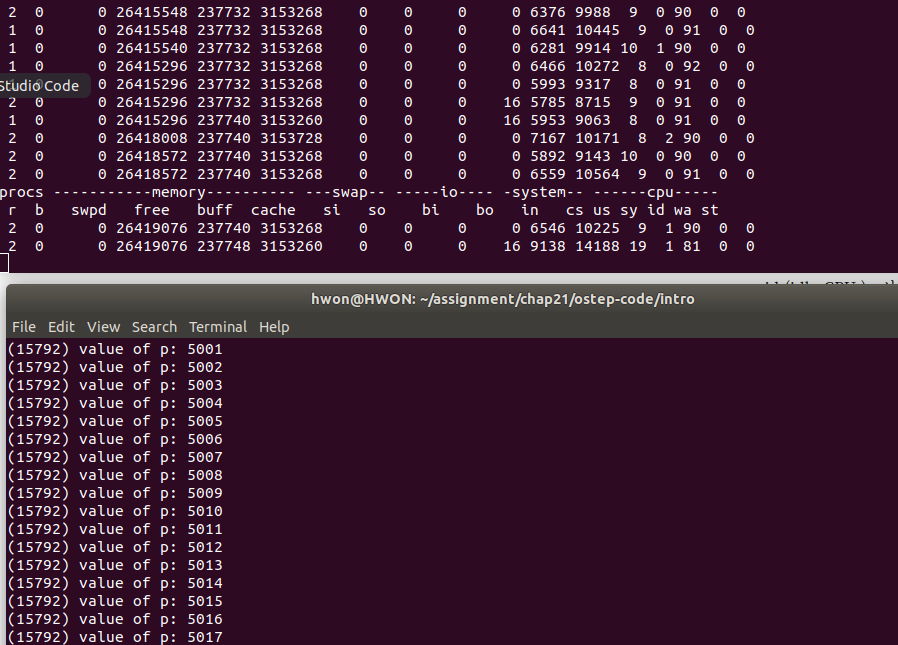 2 0 0 26415548 237732 3153268 0 0 0 0 6376 9988 9 0 90 0 0
1 0 0 26415548 237732 3153268 0 0 0 0 6641 10445 9 0 91 0 0
1 0 0 26415540 237732 3153268 0 0 0 0 6281 9914 10 1 90 0 0
1 0 0 26415296 237732 3153268 0 0 0 0 6466 10272 8 0 92 0 0
Studio Code 0 26415296 237732 3153268 0 0 0 0 5993 9317 8 0 91 0 0
2 0 0 26415296 237732 3153268 0 0 0 16 5785 8715 9 0 91 0 0
1 0 0 26415296 237740 3153260 0 0 0 16 5953 9063 8 0 91 0 0
2 0 0 26418008 237740 3153728 0 0 0 0 7167 10171 8 2 90 0 0
2 0 0 26418572 237740 3153268 0 0 0 0 5892 9143 10 0 90 0 0
2 0 0 26418572 237740 3153268 0 0 0 0 6559 10564 9 0 91 0 0
procs -----------memory---------- ---swap-- -----io---- -system-- ------cpu-----
r b swpd free buff cache si so bi bo in cs us sy id wa st
2 0 0 26419076 237740 3153268 0 0 0 0 6546 10225 9 1 90 0 0
2 0 0 26419076 237748 3153260 0 0 0 16 9138 14188 19 1 81 0 0
hwon@HWON: ~/assignment/chap21/ostep-code/intro
File Edit View Search Terminal Help
(15792) value of p: 5001
(15792) value of p: 5002
(15792) value of p: 5003
(15792) value of p: 5004
(15792) value of p: 5005
(15792) value of p: 5006
(15792) value of p: 5007
(15792) value of p: 5008
(15792) value of p: 5009
(15792) value of p: 5010
(15792) value of p: 5011
(15792) value of p: 5012
(15792) value of p: 5013
(15792) value of p: 5014
(15792) value of p: 5015
(15792) value of p: 5016
(15792) value of p: 5017